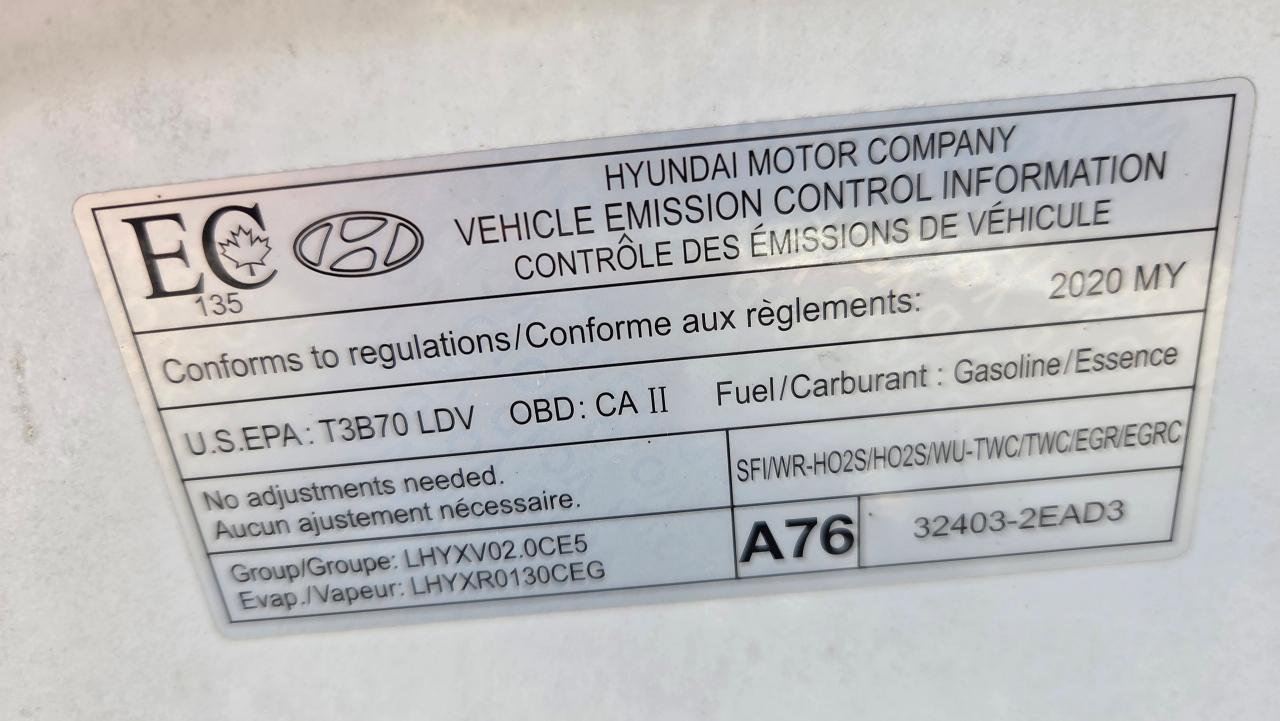 EC
135
HYUNDAI MOTOR COMPANY
VEHICLE EMISSION CONTROL INFORMATION
CONTRÔLE DES ÉMISSIONS DE VÉHICULE
Conforms to regulations/Conforme aux règlements: 2020 MY
U.S.EPA: T3B70 LDV OBD: CA II Fuel/Carburant : Gasoline/Essence
No adjustments needed.
Aucun ajustement nécessaire.
SFI/WR-HO2S/HO2S/WU-TWC/TWC/EGR/EGRC
Group/Groupe: LHYXV02.0CE5
Evap./Vapeur: LHYXR0130CEG
A76
32403-2EAD3